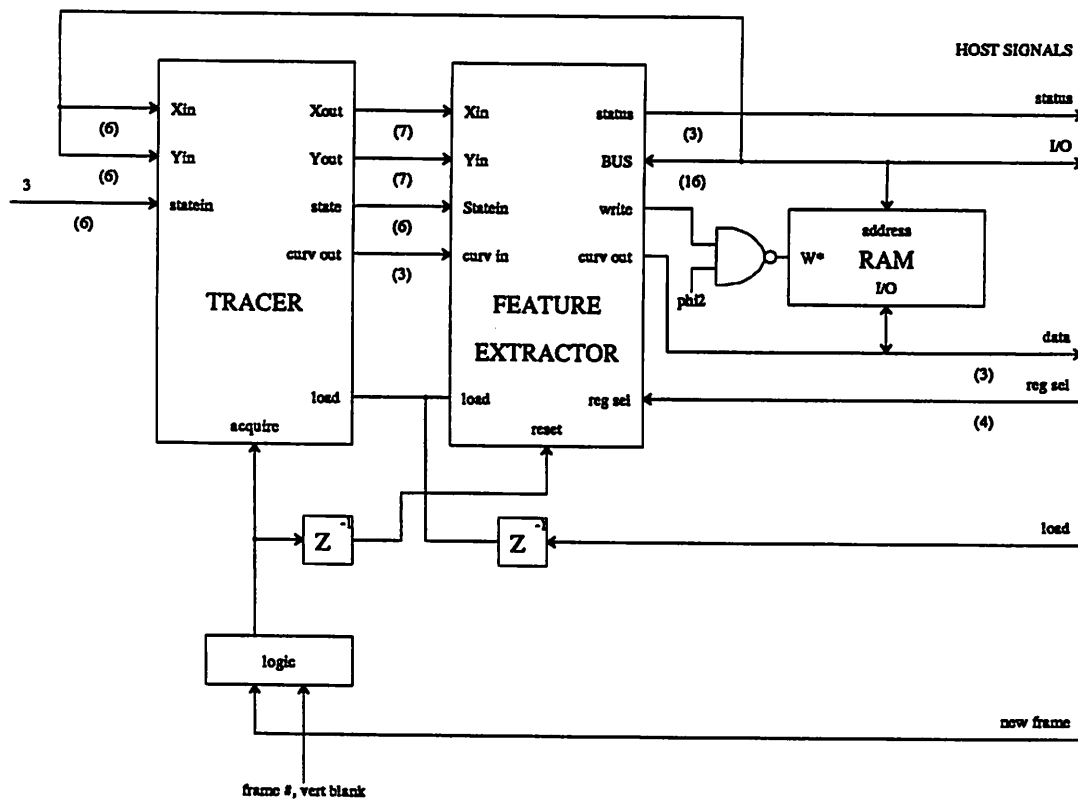 HOST SIGNALS
Xin
Xout
Xin
status
status
(6)
(7)
(3)
Yin
Yout
Yin
BUS
I/O
(6)
(7)
(16)
3
statein
state
Statein
write
(6)
(6)
address
curv out
curv in
curv out
W*
RAM
(3)
I/O
TRACER
FEATURE
EXTRACTOR
phi2
data
(3)
load
load
reg sel
reg sel
(4)
acquire
reset
Z -1
Z -1
load
logic
new frame
frame #, vert blank